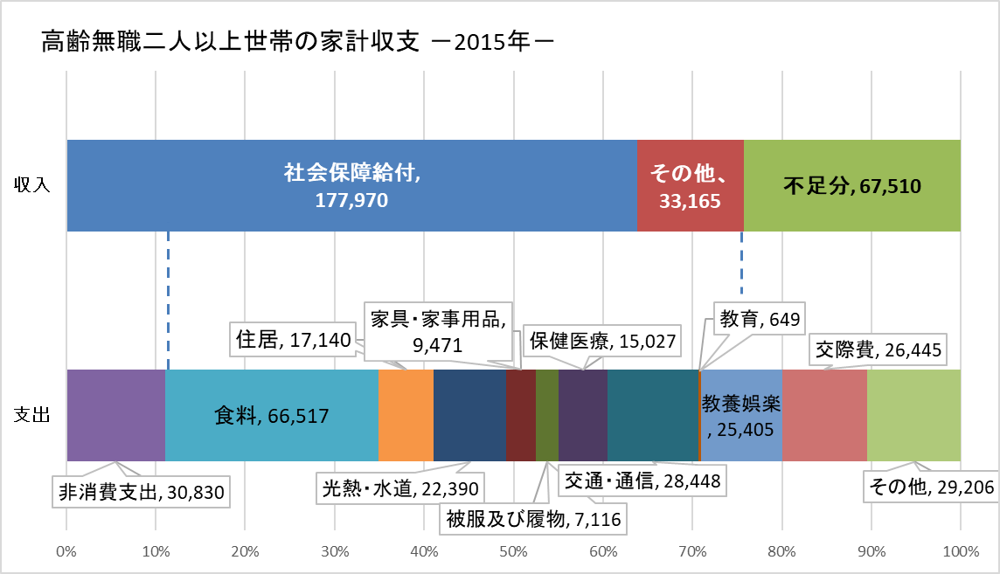 高齢無職二人以上世帯の家計収支 －2015年－
収入
社会保障給付,
177,970
その他、
33,165
不足分, 67,510
家具・家事用品,
9,471
住居, 17,140
保健医療, 15,027
教育, 649
交際費, 26,445
支出
食料, 66,517
教養娯楽
, 25,405
非消費支出, 30,830
光熱・水道, 22,390
被服及び履物, 7,116
交通・通信, 28,448
その他, 29,206
0%
10%
20%
30%
40%
50%
60%
70%
80%
90%
100%